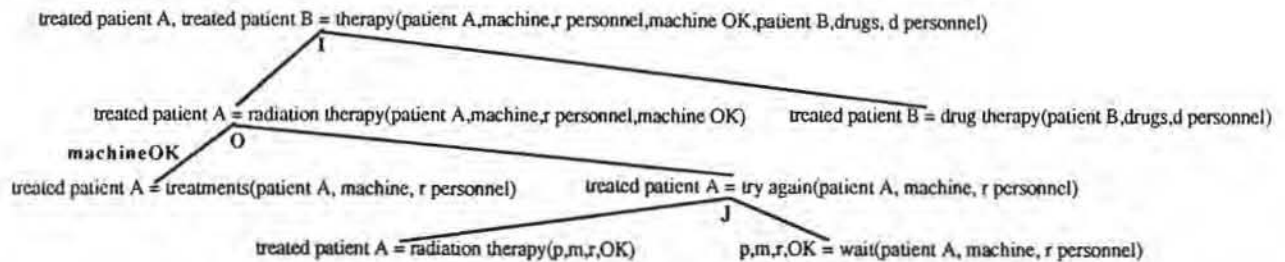 treated patient A, treated patient B = therapy(patient A,machine,r personnel,machine OK,patient B,drugs, d personnel)
I
treated patient A = radiation therapy(patient A,machine,r personnel,machine OK)
treated patient B = drug therapy(patient B,drugs,d personnel)
O
machineOK
treated patient A = treatments(patient A, machine, r personnel)
treated patient A = try again(patient A, machine, r personnel)
J
treated patient A = radiation therapy(p,m,r,OK)
p,m,r,OK = wait(patient A, machine, r personnel)